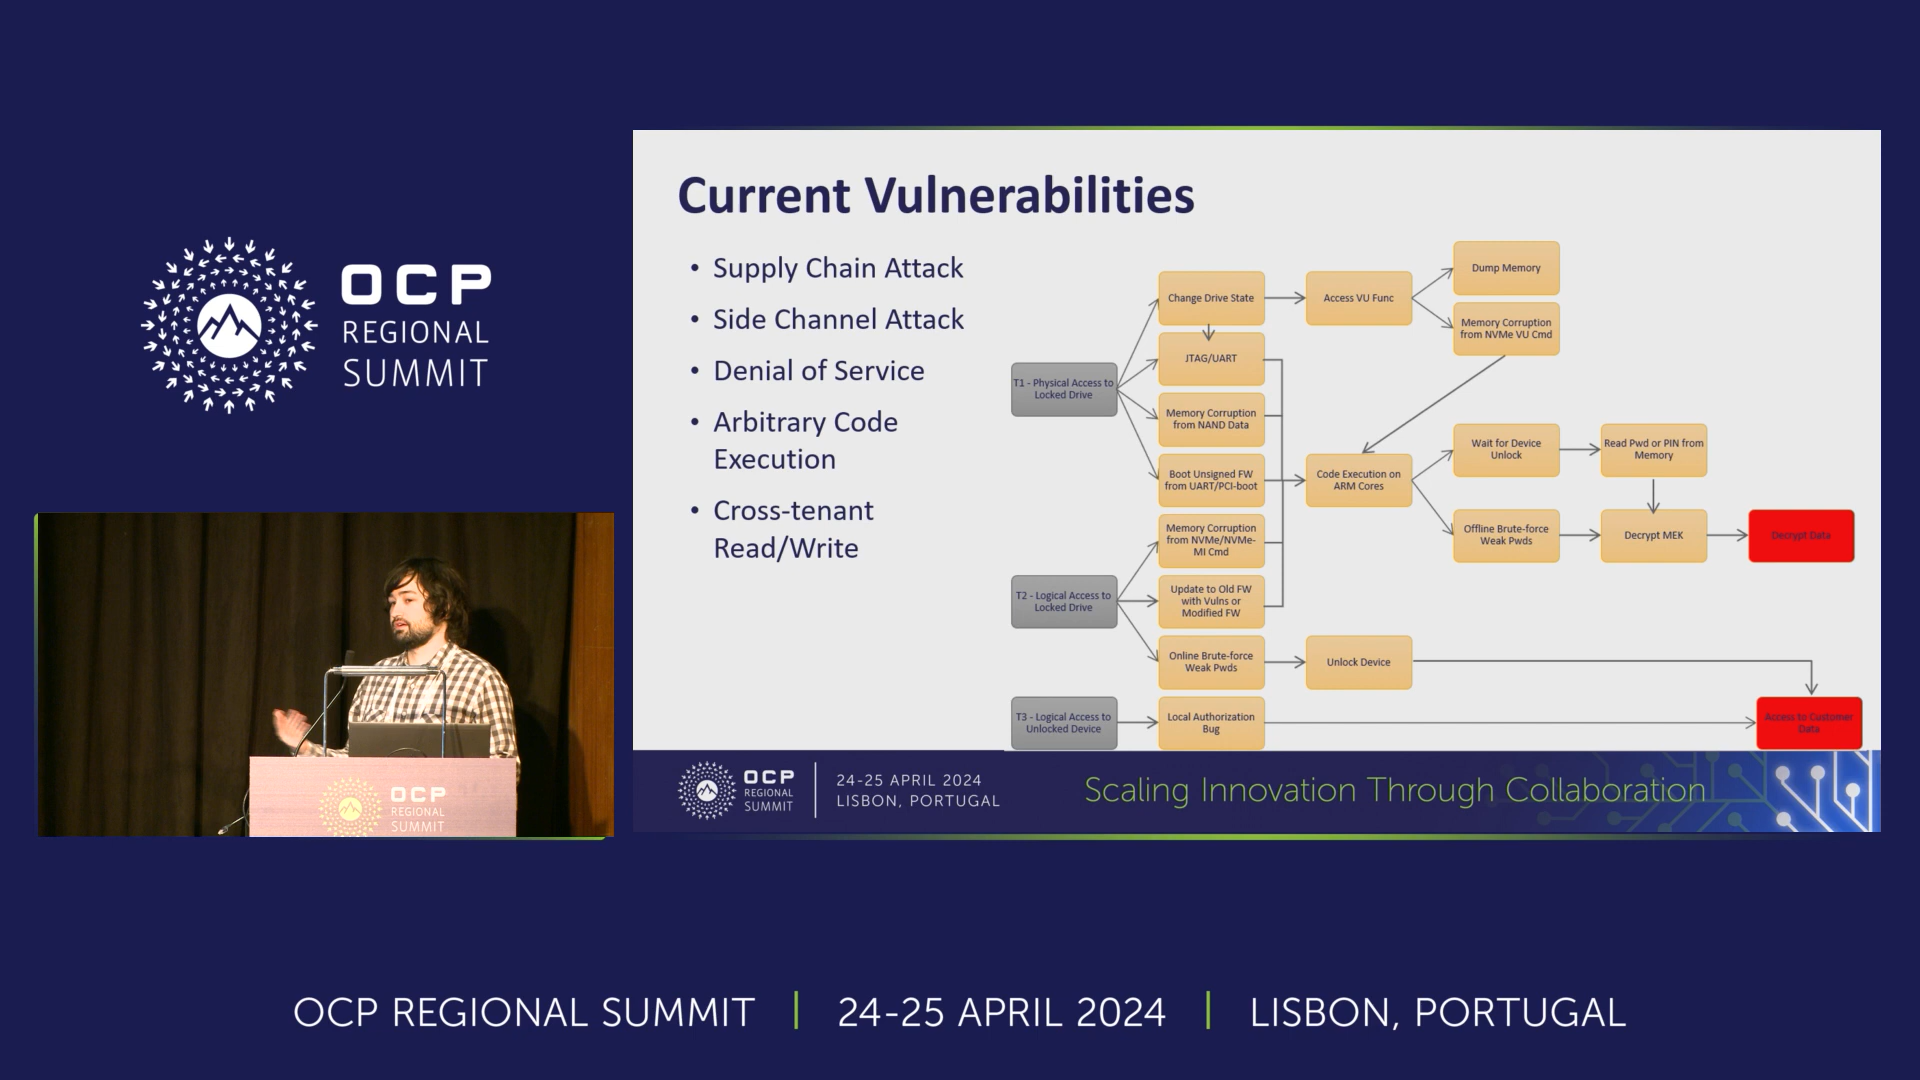 OCP
REGIONAL
SUMMIT
Current Vulnerabilities
• Supply Chain Attack
• Side Channel Attack
• Denial of Service
• Arbitrary Code
Execution
• Cross-tenant
Read/Write
T1 - Physical Access to
Locked Drive
Change Drive State
Access VU Func
Dump Memory
Memory Corruption
from NVMe VU Cmd
JTAG/UART
Memory Corruption
from NAND Data
Boot Unsigned FW
from UART/PCI-boot
Code Execution on
ARM Cores
Wait for Device
Unlock
Read Pwd or PIN from
Memory
Offline Brute-force
Weak Pwds
Decrypt MEK
Decrypt Data
T2 - Logical Access to
Locked Drive
Memory Corruption
from NVMe/NVMe-
MI Cmd
Update to Old FW
with Vulns or
Modified FW
Online Brute-force
Weak Pwds
Unlock Device
T3 - Logical Access to
Unlocked Device
Local Authorization
Bug
Access to Customer
Data
OCP
REGIONAL
SUMMIT
24-25 APRIL 2024
LISBON, PORTUGAL
Scaling Innovation Through Collaboration
OCP
REGIONAL
SUMMIT
OCP REGIONAL SUMMIT | 24-25 APRIL 2024 | LISBON, PORTUGAL